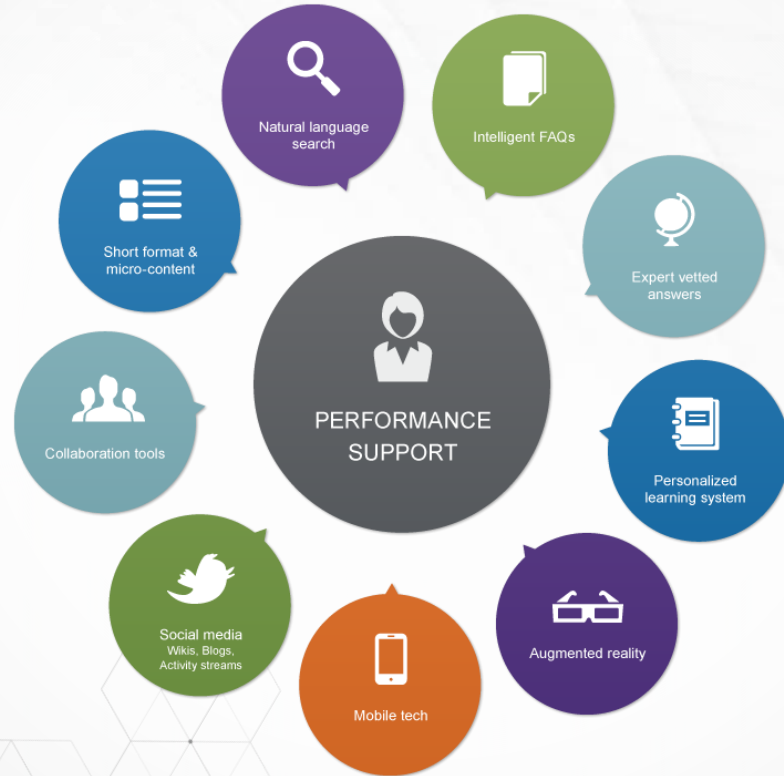 Natural language
search
Intelligent FAQs
Short format &
micro-content
Expert vetted
answers
PERFORMANCE
SUPPORT
Collaboration tools
Personalized
learning system
Social media
Wikis, Blogs,
Activity streams
Augmented reality
Mobile tech